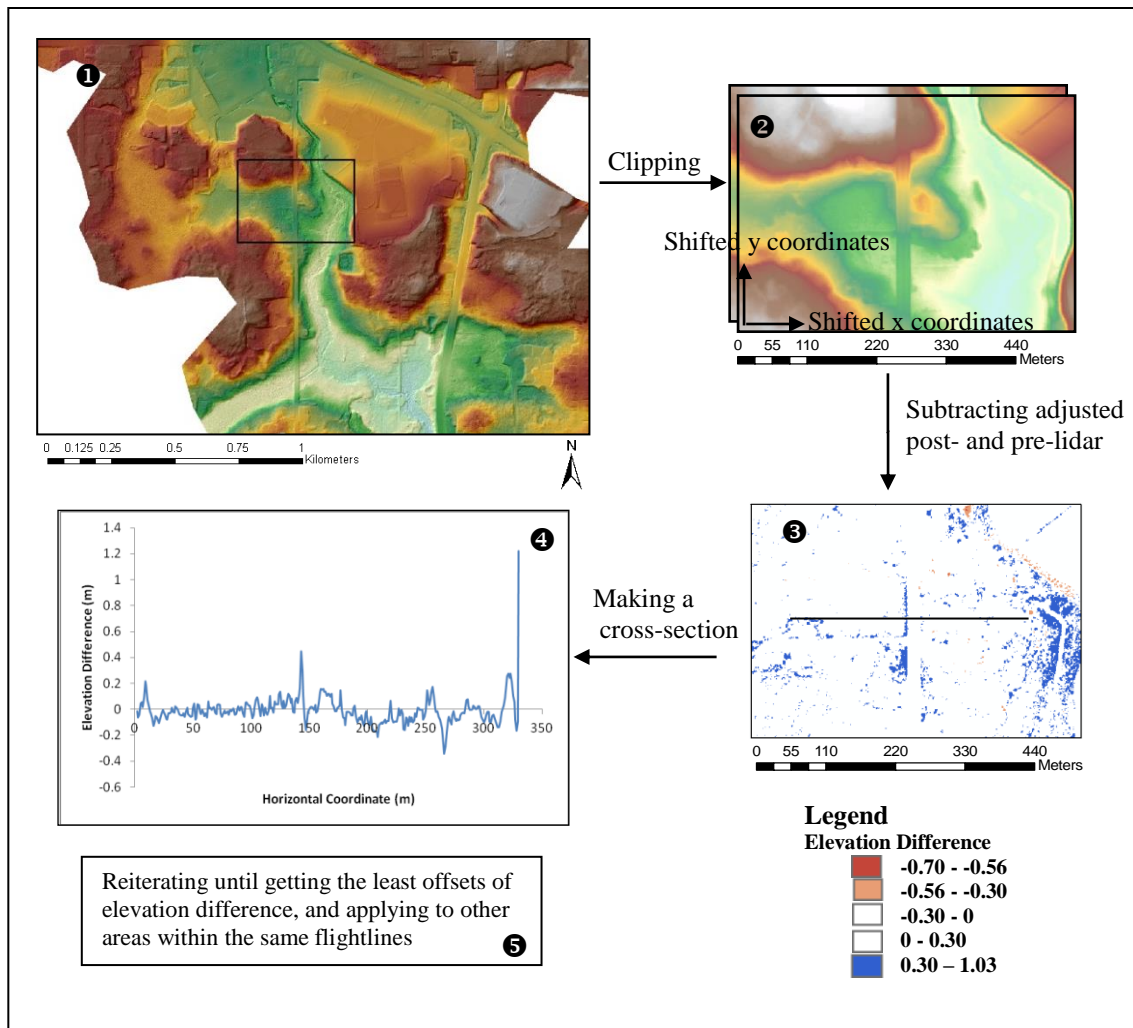 ❶
0 0.125 0.25 0.5 0.75 1
Kilometers
N
Clipping
❷
Shifted y coordinates
Shifted x coordinates
0 55 110 220 330 440
Meters
Subtracting adjusted
post- and pre-lidar
❸
0 55 110 220 330 440
Meters
Making a
cross-section
❹
1.4
1.2
1
0.8
0.6
0.4
0.2
0
-0.2
-0.4
-0.6
Elevation Difference (m)
0 50 100 150 200 250 300 350
Horizontal Coordinate (m)
Legend
Elevation Difference
-0.70 - -0.56
-0.56 - -0.30
-0.30 - 0
0 - 0.30
0.30 – 1.03
Reiterating until getting the least offsets of
elevation difference, and applying to other
areas within the same flightlines
❺